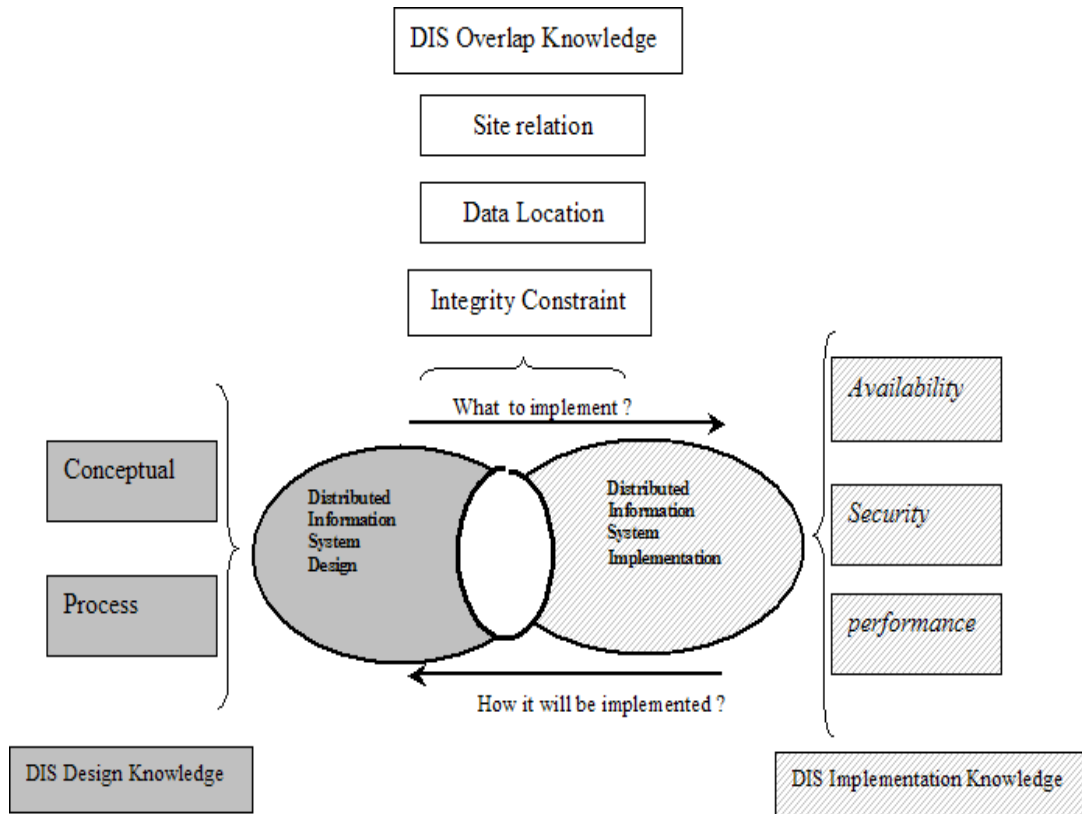 DIS Overlap Knowledge
Site relation
Data Location
Integrity Constraint
What to implement ?
Availability
Conceptual
Distributed
Information
System
Design
Distributed
Information
System
Implementation
Security
Process
performance
How it will be implemented ?
DIS Design Knowledge
DIS Implementation Knowledge